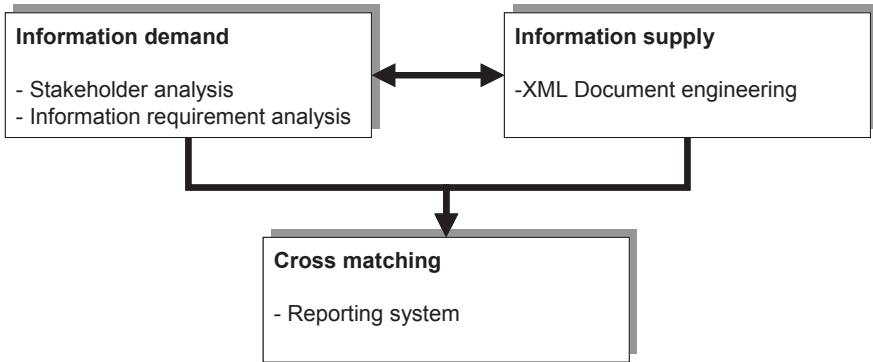 Information demand
- Stakeholder analysis
- Information requirement analysis
Information supply
-XML Document engineering
Cross matching
- Reporting system